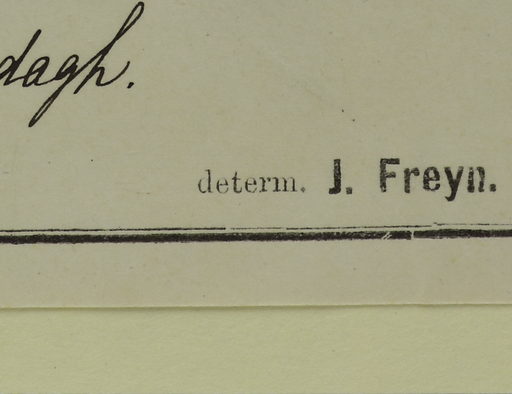 dagh.
determ. J. Freyn.